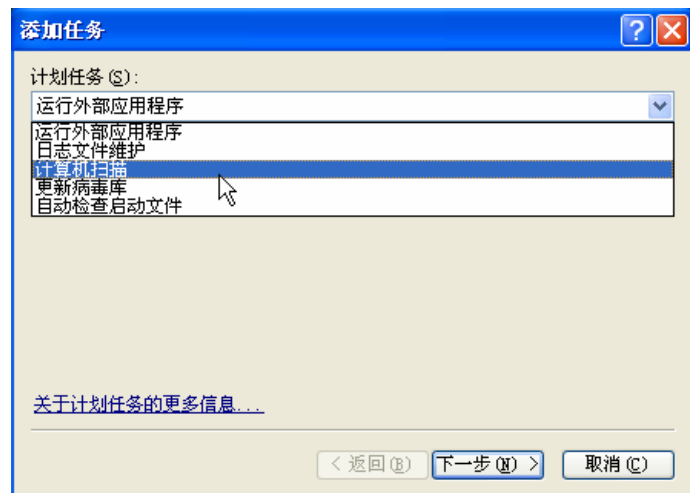 添加任务
计划任务(S):
运行外部应用程序
运行外部应用程序
日志文件维护
计算机扫描
更新病毒库
自动检查启动文件
关于计划任务的更多信息...
< 返回(B) 下一步(N) > 取消(C)